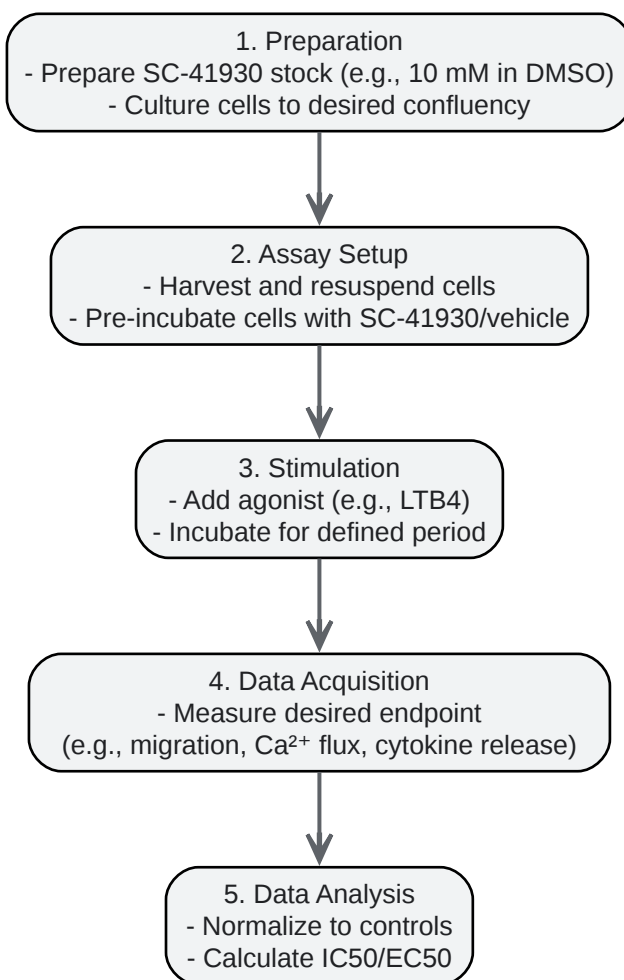 1. Preparation
- Prepare SC-41930 stock (e.g., 10 mM in DMSO)
- Culture cells to desired confluency
2. Assay Setup
- Harvest and resuspend cells
- Pre-incubate cells with SC-41930/vehicle
3. Stimulation
- Add agonist (e.g., LTB4)
- Incubate for defined period
4. Data Acquisition
- Measure desired endpoint
(e.g., migration, Ca²⁺ flux, cytokine release)
5. Data Analysis
- Normalize to controls
- Calculate IC50/EC50